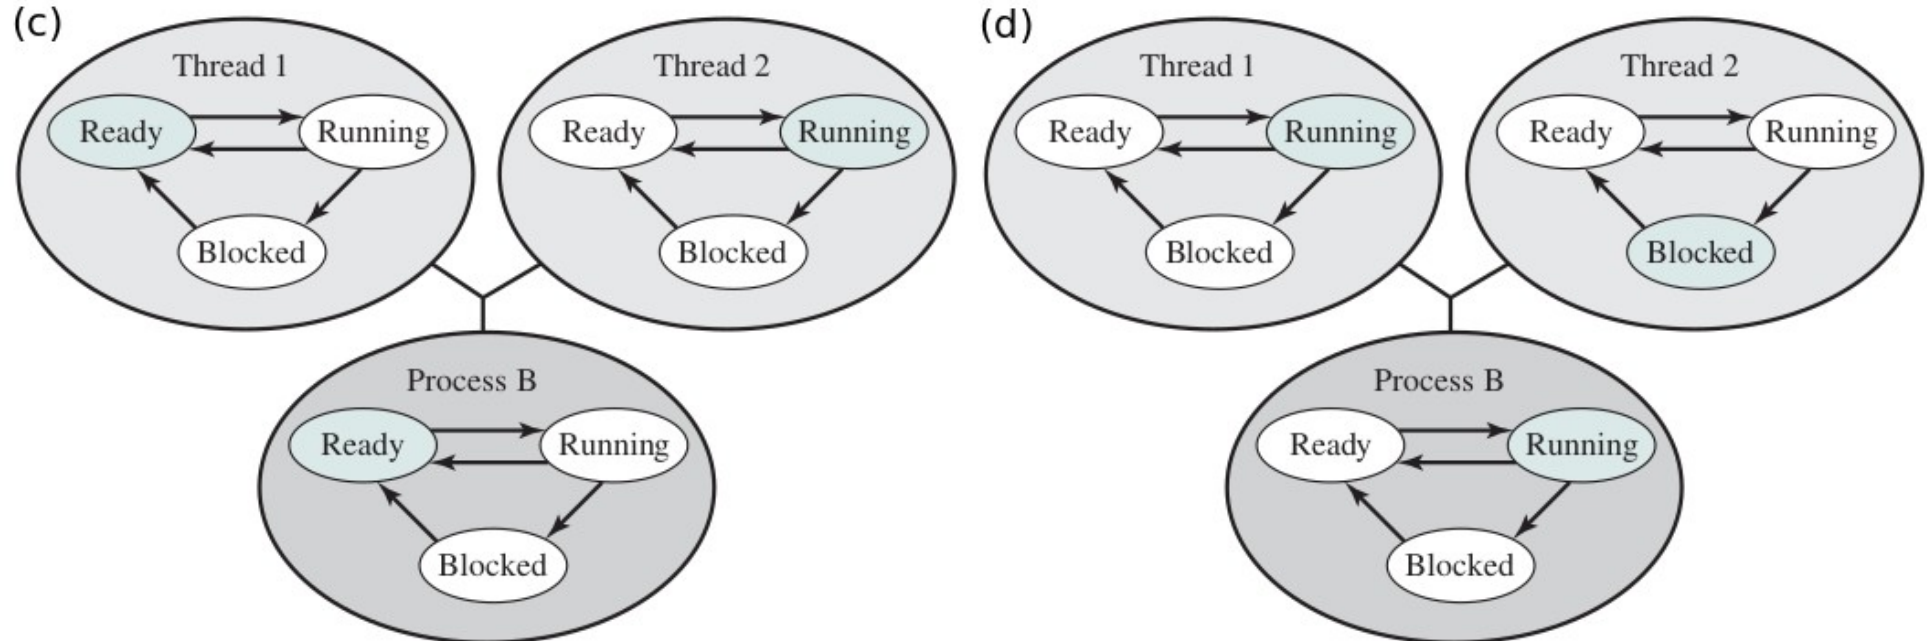 (c)
Thread 1
Ready
Running
Blocked
Thread 2
Ready
Running
Blocked
Process B
Ready
Running
Blocked
(d)
Thread 1
Ready
Running
Blocked
Thread 2
Ready
Running
Blocked
Process B
Ready
Running
Blocked